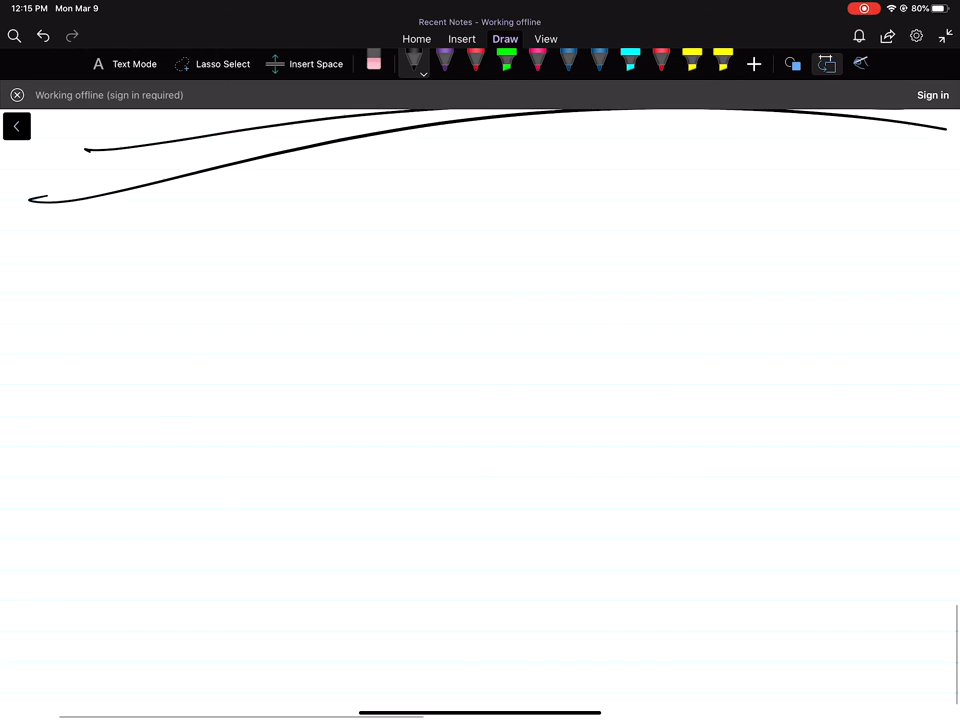 12:15 PM Mon Mar 9 80%
Recent Notes - Working offline
Home Insert Draw View
A Text Mode Lasso Select Insert Space
Working offline (sign in required) Sign in